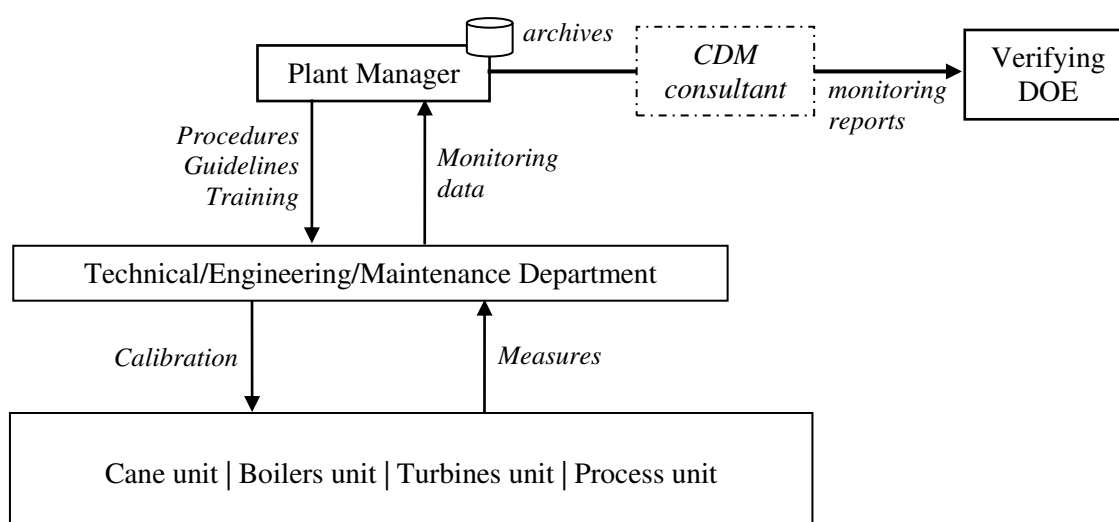 archives
Plant Manager
CDM
consultant
Verifying
DOE
monitoring
reports
Procedures
Guidelines
Training
Monitoring
data
Technical/Engineering/Maintenance Department
Calibration
Measures
Cane unit | Boilers unit | Turbines unit | Process unit